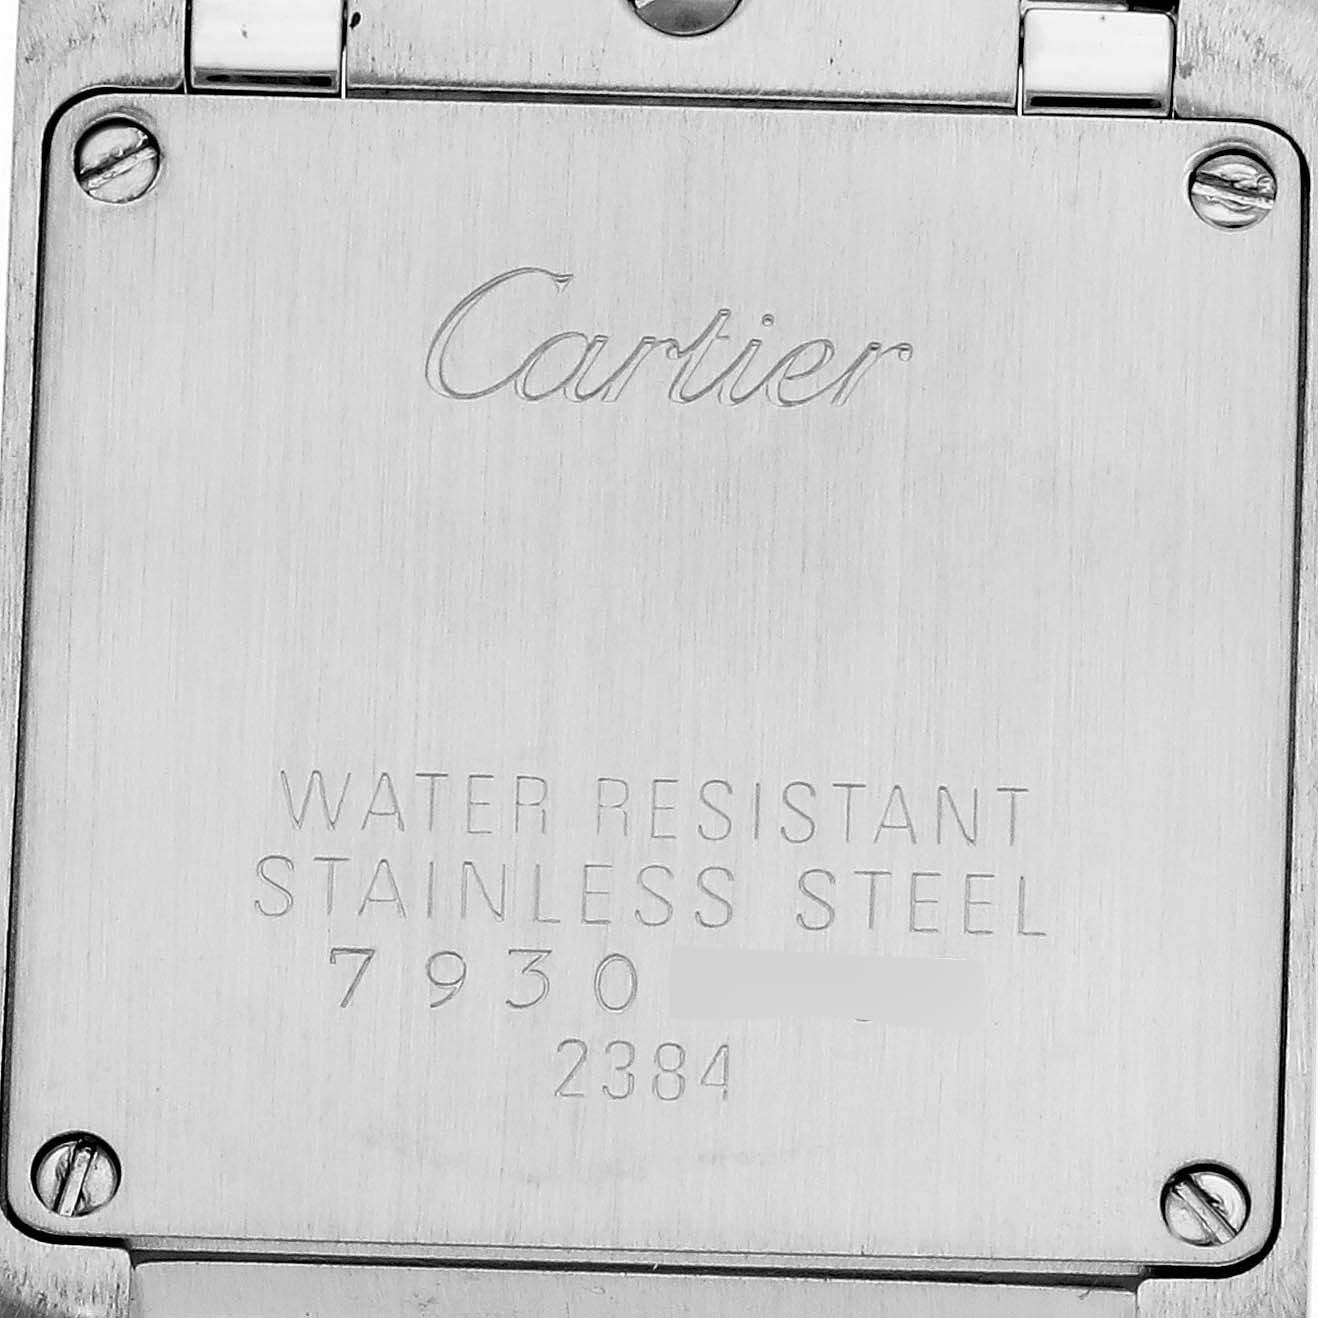 Cartier
WATER RESISTANT
STAINLESS STEEL
7930
2384